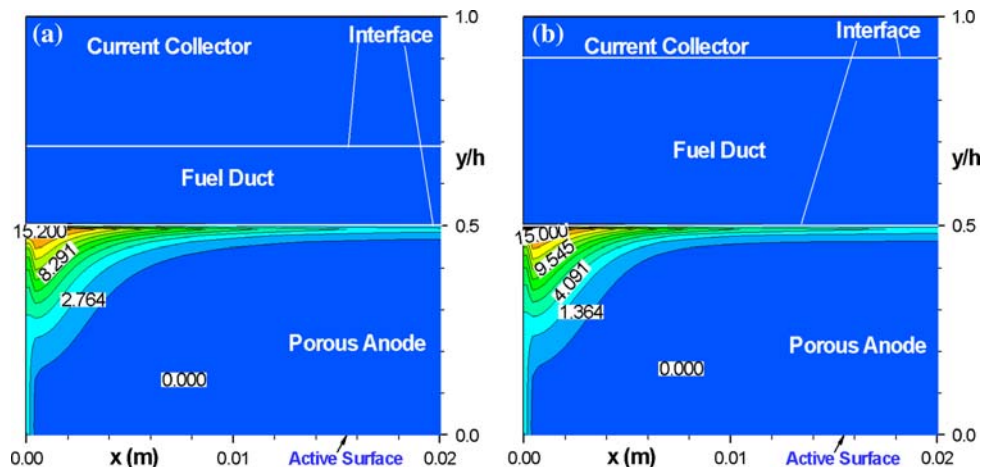 (a)
Current Collector
Interface
1.0
y/h
Fuel Duct
0.5
15.200
8.291
2.764
Porous Anode
0.000
0.0
0.00
x (m)
0.01
Active Surface
0.02
(b)
Current Collector
Interface
1.0
y/h
Fuel Duct
0.5
15.000
9.545
4.091
1.364
Porous Anode
0.000
0.0
0.00
x (m)
0.01
Active Surface
0.02